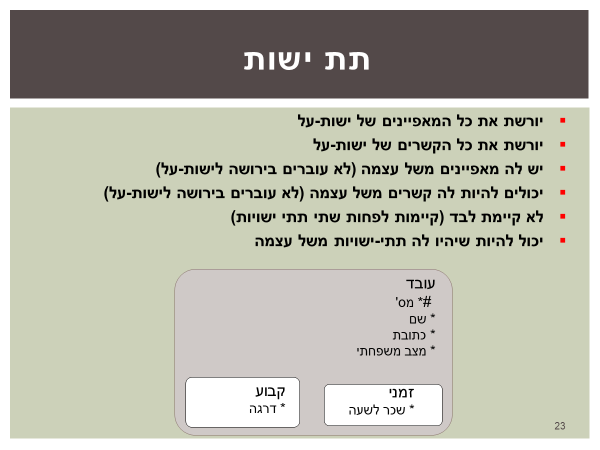 תת ישות
יורשת את כל המאפיינים של ישות-על
יורשת את כל הקשרים של ישות-על
יש לה מאפיינים משל עצמה (לא עוברים בירושה לישות-על)
יכולים להיות לה קשרים משל עצמה (לא עוברים בירושה לישות-על)
לא קיימת לבד (קיימות לפחות שתי תתי ישויות)
יכול להיות שיהיו לה תתי-ישויות משל עצמה
עובד
#* מס'
* שם
* כתובת
* מצב משפחתי
זמני
* שכר לשעה
קבוע
* דרגה
23